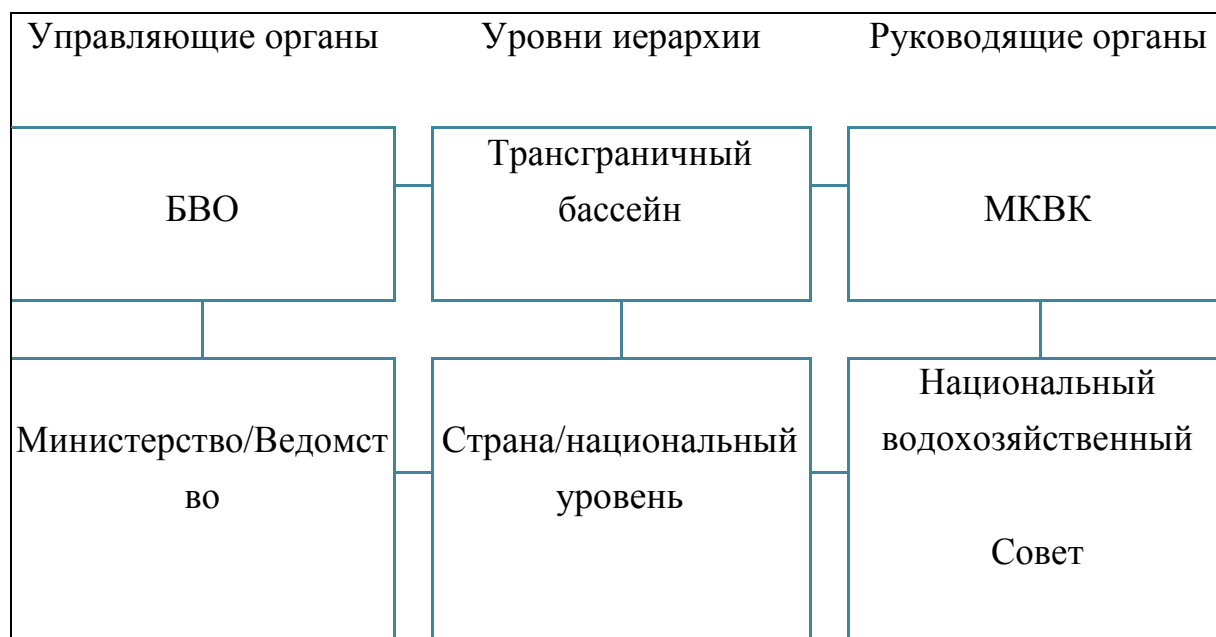 Управляющие органы
Уровни иерархии
Руководящие органы
БВО
Трансграничный
бассейн
МКВК
Министерство/Ведомст
во
Страна/национальный
уровень
Национальный
водохозяйственный
Совет